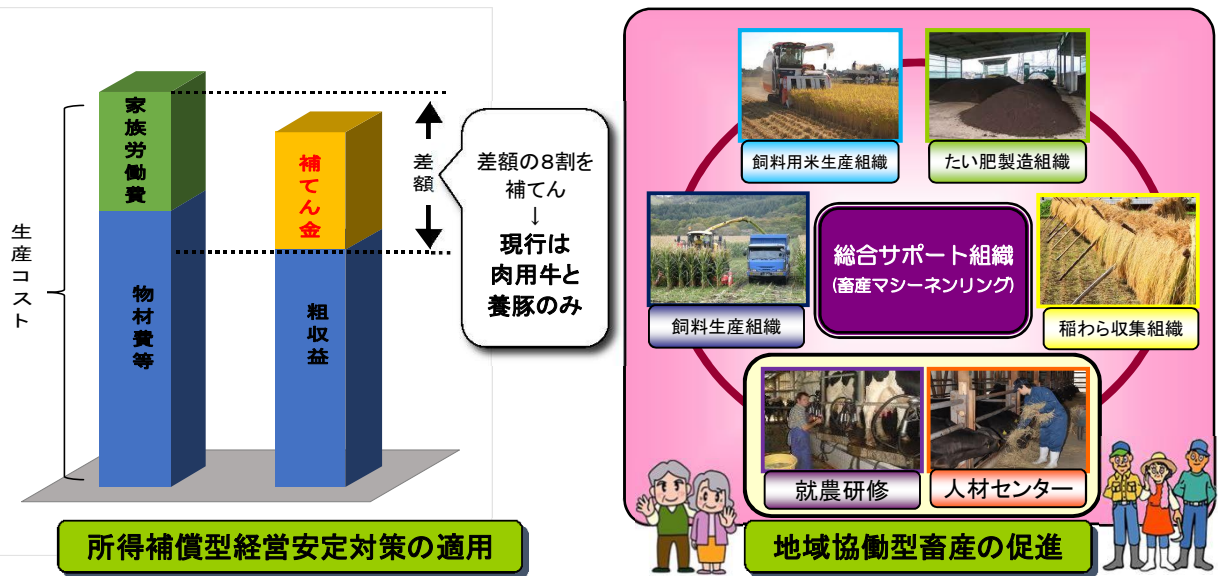 生産コスト
家族労働費
物材費等
補てん金
粗収益
差額
差額の8割を
補てん
↓
現行は
肉用牛と
養豚のみ
所得補償型経営安定対策の適用
飼料用米生産組織
たい肥製造組織
飼料生産組織
総合サポート組織
(畜産マシーネンリング)
稲わら収集組織
就農研修
人材センター
地域協働型畜産の促進